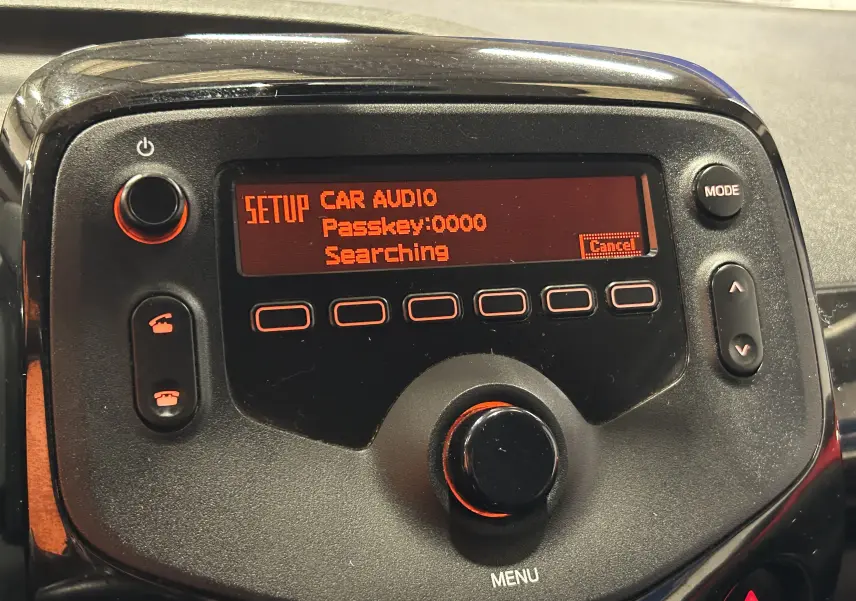 SETUP CAR AUDIO
Passkey:0000
Searching
Cancel
MODE
MENU